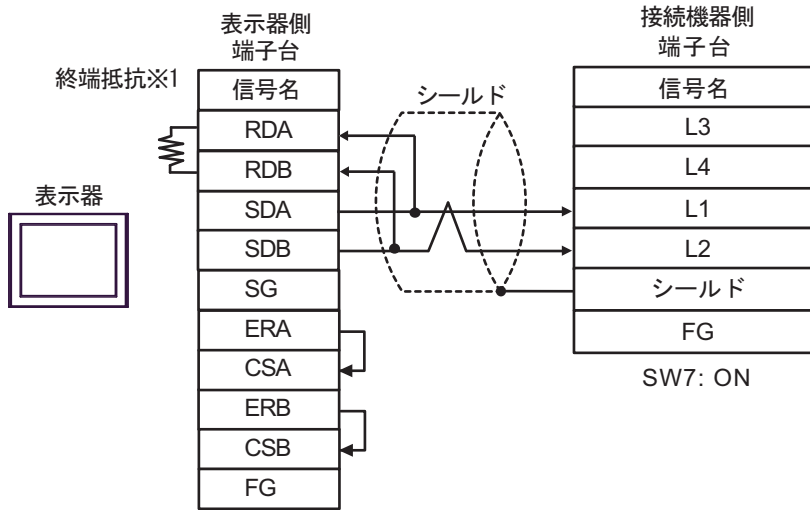 表示器側
端子台
終端抵抗※1
信号名
RDA
RDB
SDA
SDB
SG
ERA
CSA
ERB
CSB
FG
表示器
シールド
接続機器側
端子台
信号名
L3
L4
L1
L2
シールド
FG
SW7: ON